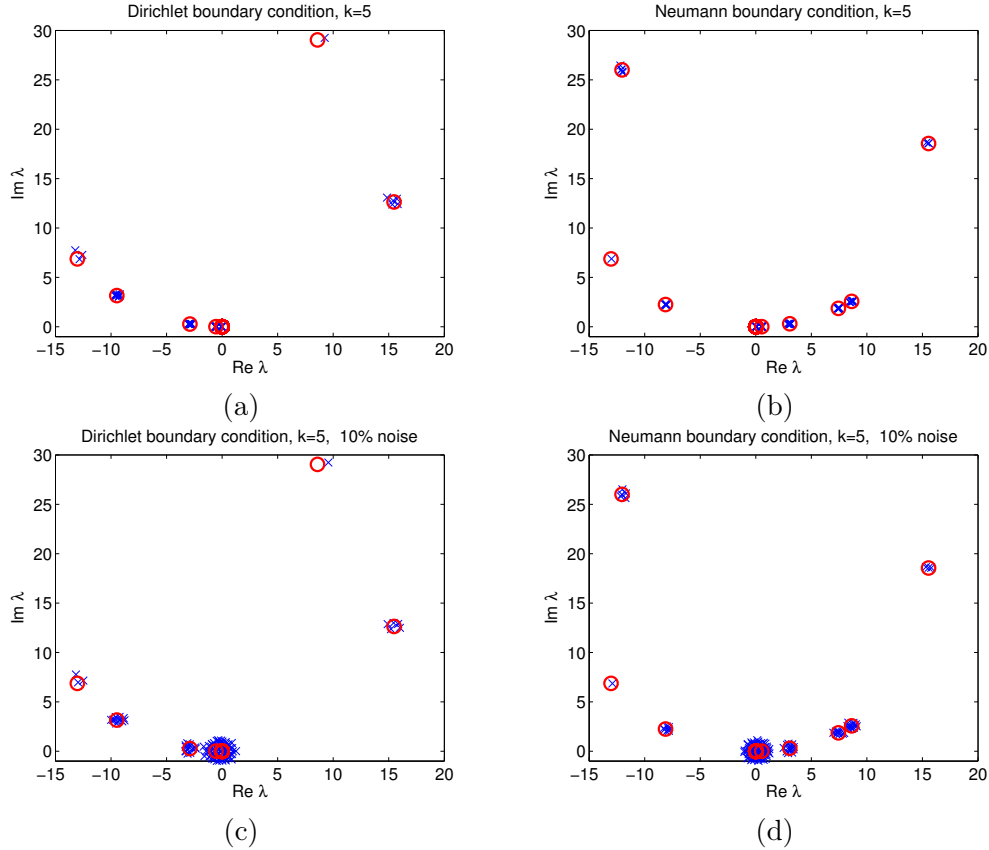 Dirichlet boundary condition, k=5
30
25
20
15
10
5
0
Im λ
−15 −10 −5 0 5 10 15 20
Re λ
(a)
Neumann boundary condition, k=5
30
25
20
15
10
5
0
Im λ
−15 −10 −5 0 5 10 15 20
Re λ
(b)
Dirichlet boundary condition, k=5, 10% noise
30
25
20
15
10
5
0
Im λ
−15 −10 −5 0 5 10 15 20
Re λ
(c)
Neumann boundary condition, k=5, 10% noise
30
25
20
15
10
5
0
Im λ
−15 −10 −5 0 5 10 15 20
Re λ
(d)